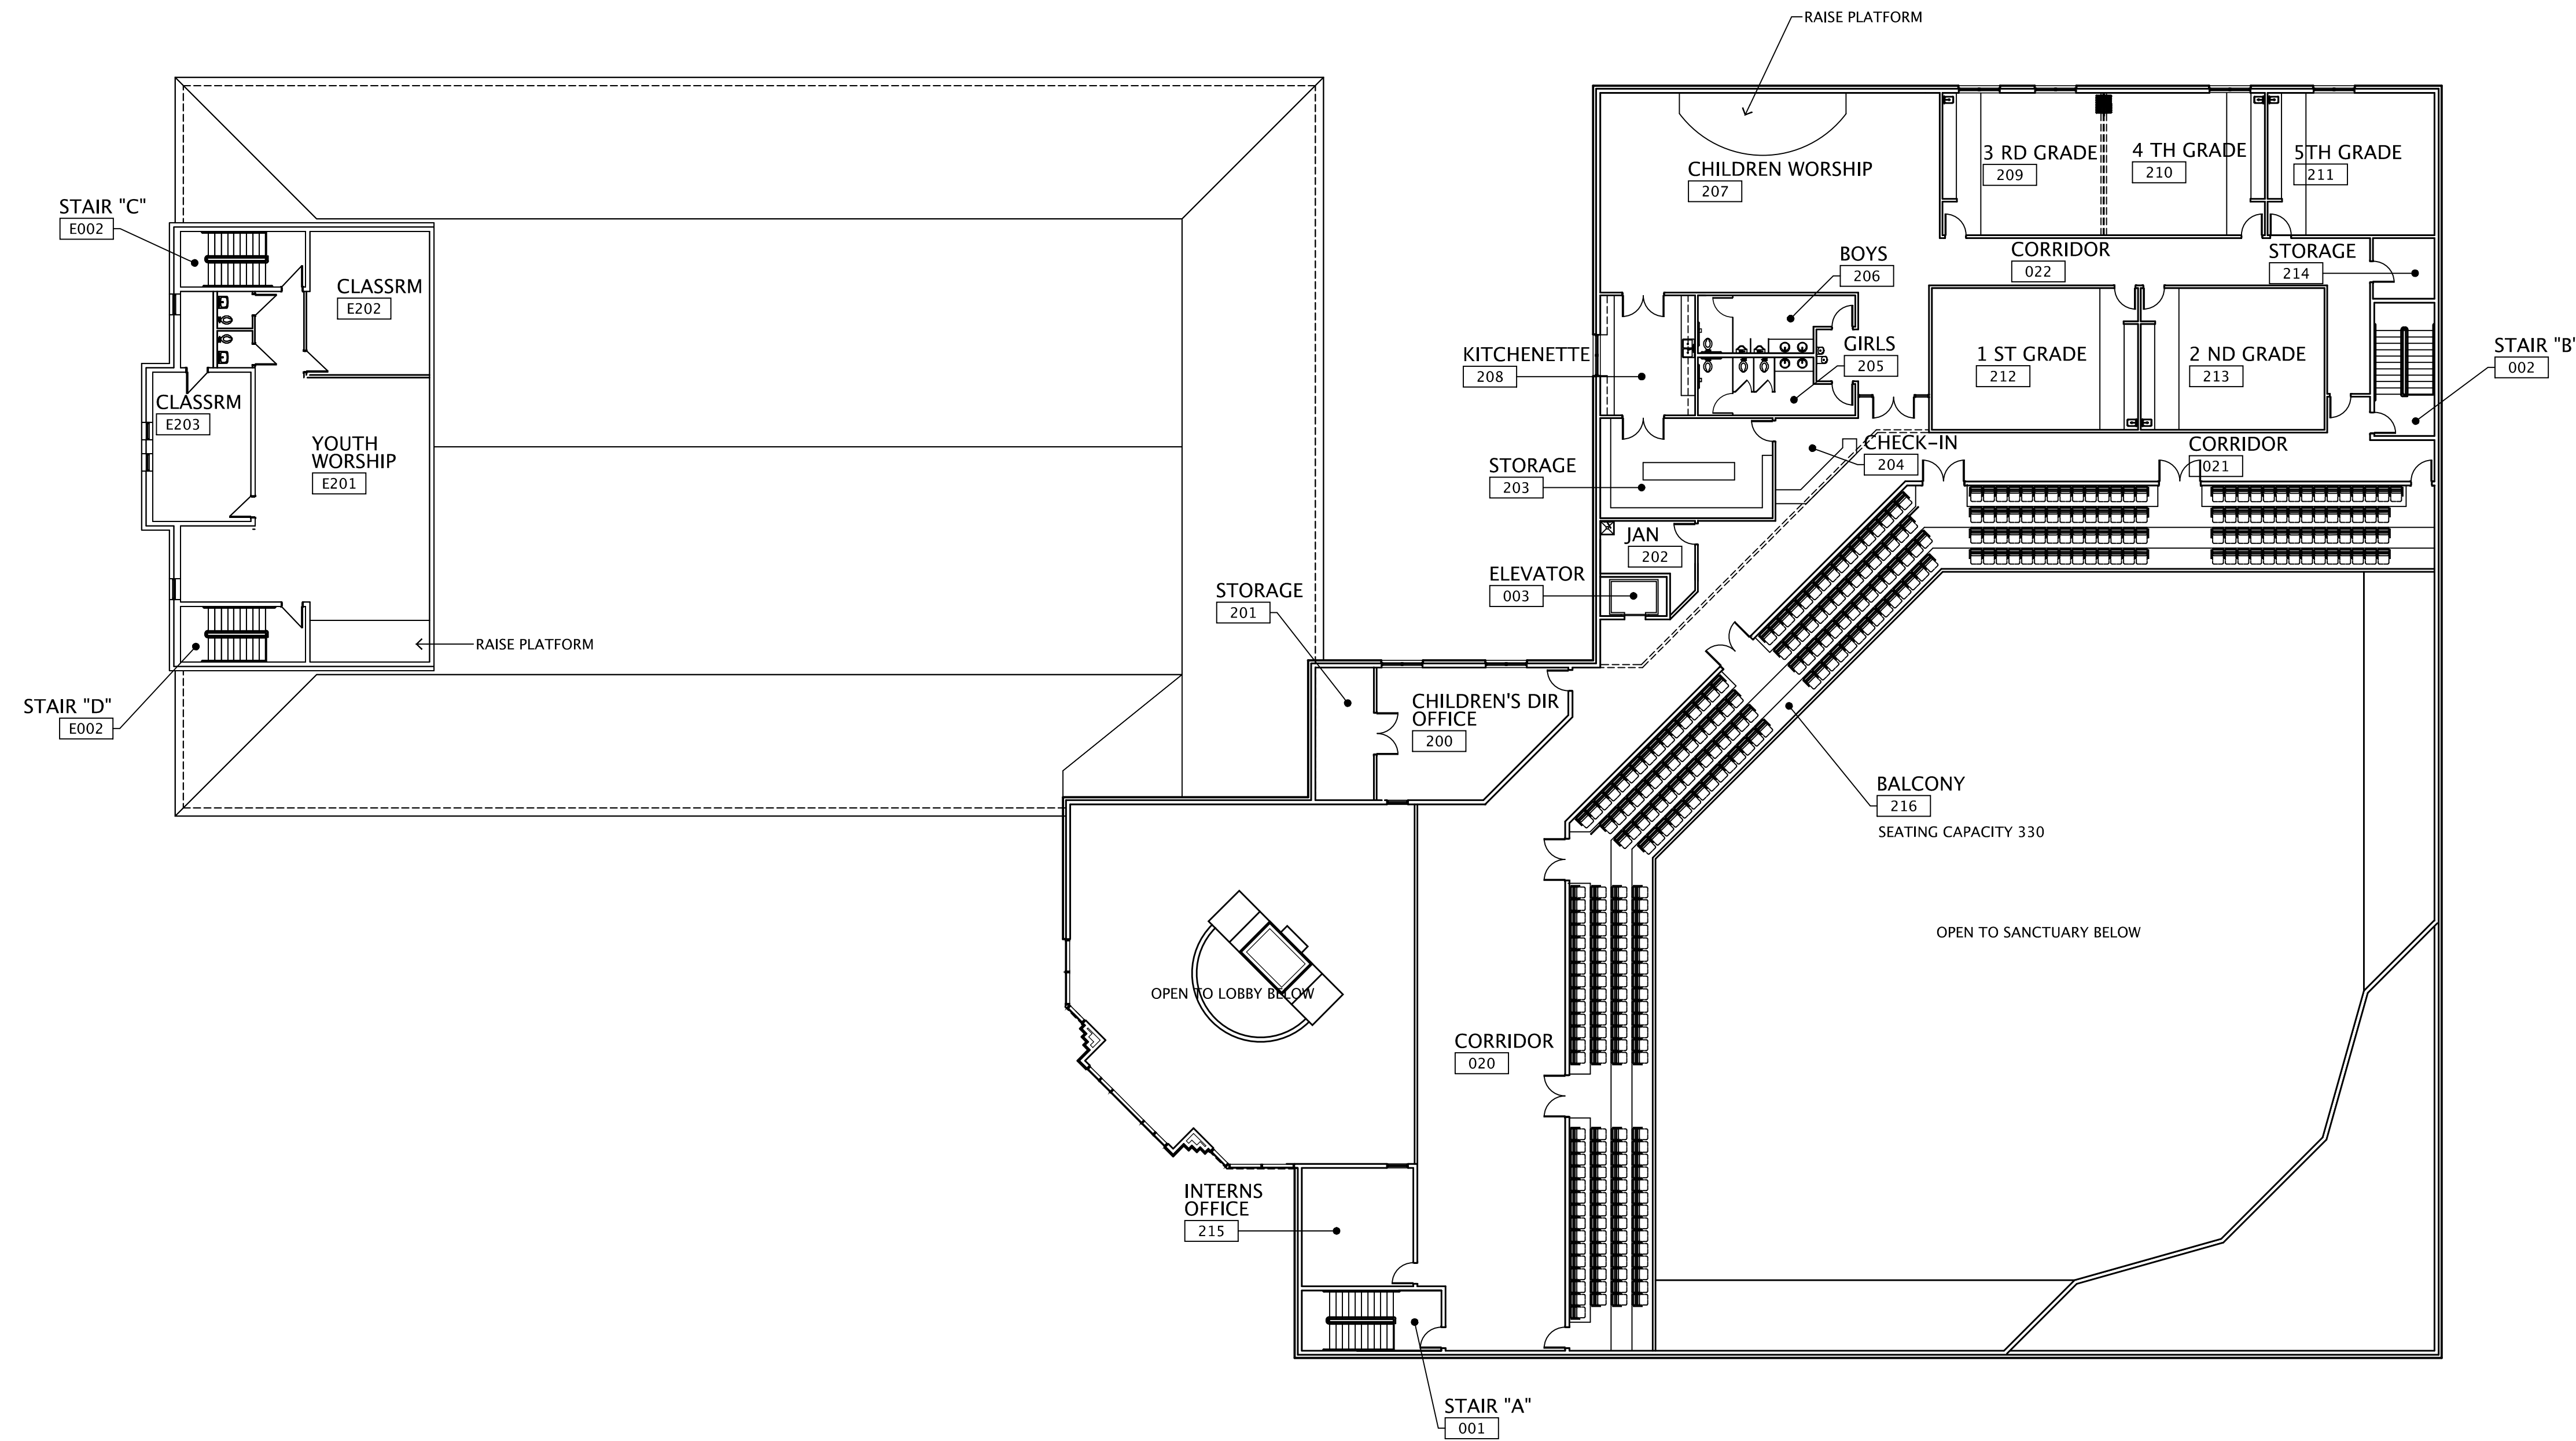 RAISE PLATFORM
CHILDREN WORSHIP
207
3 RD GRADE
209
4 TH GRADE
210
5TH GRADE
211
STAIR "C"
E002
CLASSRM
E202
BOYS
206
CORRIDOR
022
STORAGE
214
KITCHENETTE
208
GIRLS
205
1 ST GRADE
212
2 ND GRADE
213
STAIR "B"
002
CLASSRM
E203
YOUTH
WORSHIP
E201
STORAGE
203
CHECK-IN
204
CORRIDOR
021
JAN
202
ELEVATOR
003
STORAGE
201
RAISE PLATFORM
STAIR "D"
E002
CHILDREN'S DIR
OFFICE
200
BALCONY
216
SEATING CAPACITY 330
OPEN TO SANCTUARY BELOW
OPEN TO LOBBY BELOW
CORRIDOR
020
INTERNS
OFFICE
215
STAIR "A"
001